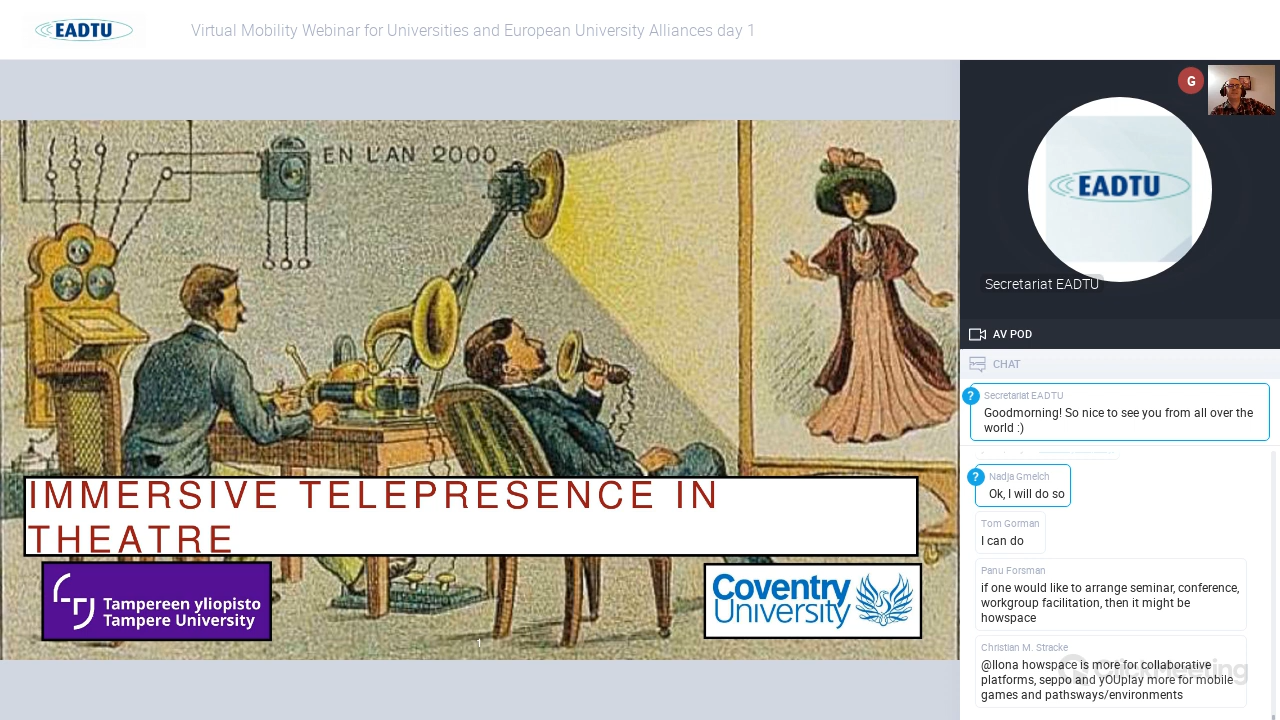 EADTU
Virtual Mobility Webinar for Universities and European University Alliances day 1
EN L'AN 2000
IMMERSIVE TELEPRESENCE IN
THEATRE
Tampereen yliopisto
Tampere University
Coventry
University
1
G
EADTU
Secretariat EADTU
AV POD
CHAT
?
Secretariat EADTU
Goodmorning! So nice to see you from all over the
world :)
?
Nadja Gmelch
Ok, I will do so
Tom Gorman
I can do
Panu Forsman
if one would like to arrange seminar, conference,
workgroup facilitation, then it might be
howspace
Christian M. Stracke
@Ilona howspace is more for collaborative
platforms, seppo and yOUplay more for mobile
games and pathsways/environments